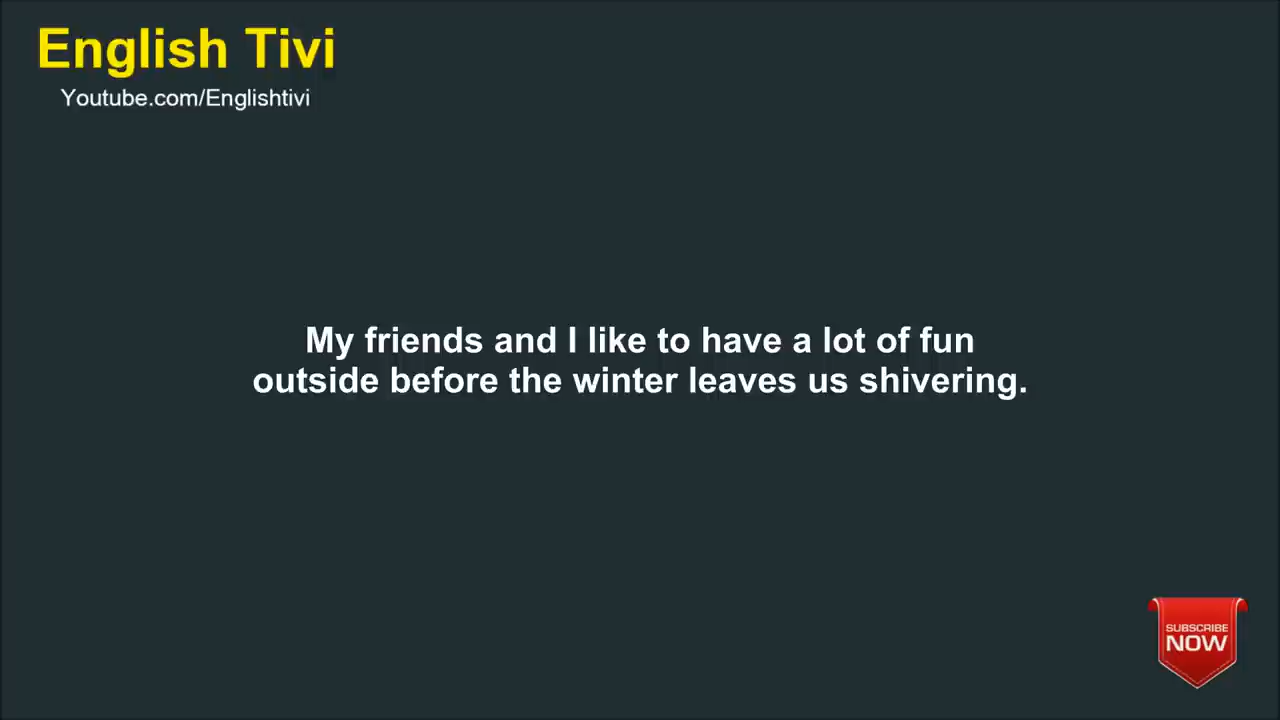 English Tivi
Youtube.com/Englishtivi
My friends and I like to have a lot of fun
outside before the winter leaves us shivering.
SUBSCRIBE
NOW